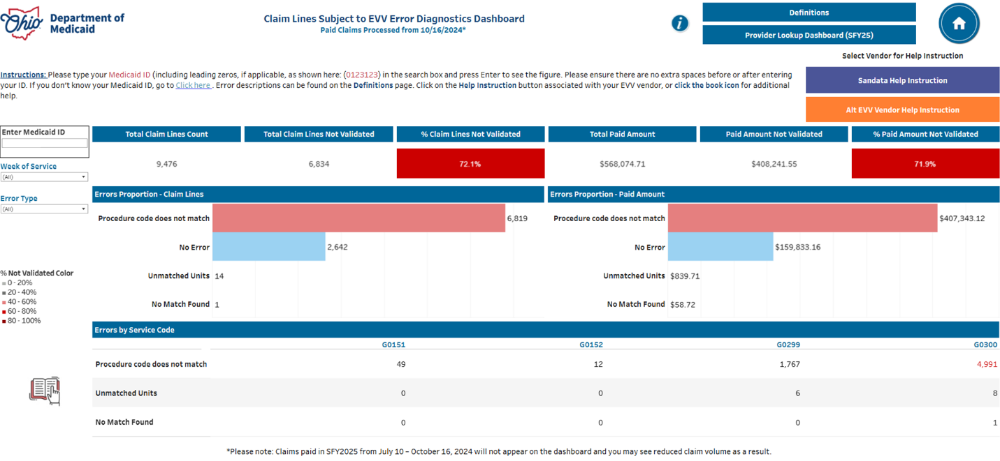 Ohio
Department of
Medicaid
Claim Lines Subject to EVV Error Diagnostics Dashboard
Paid Claims Processed from 10/16/2024*
i
Definitions
Provider Lookup Dashboard (SFY25)
Select Vendor for Help Instruction
Instructions: Please type your Medicaid ID (including leading zeros, if applicable, as shown here: (0123123) in the search box and press Enter to see the figure. Please ensure there are no extra spaces before or after entering
your ID. If you don't know your Medicaid ID, go to Click here . Error descriptions can be found on the Definitions page. Click on the Help Instruction button associated with your EVV vendor, or click the book icon for additional
help.
Sandata Help Instruction
Alt EVV Vendor Help Instruction
Enter Medicaid ID
Week of Service
(All)
Error Type
(All)
Total Claim Lines Count Total Claim Lines Not Validated % Claim Lines Not Validated Total Paid Amount Paid Amount Not Validated % Paid Amount Not Validated
9,476 6,834 72.1% $568,074.71 $408,241.55 71.9%
Errors Proportion - Claim Lines
Procedure code does not match 6,819
No Error 2,642
Unmatched Units 14
No Match Found 1
Errors Proportion - Paid Amount
Procedure code does not match $407,343.12
No Error $159,833.16
Unmatched Units $839.71
No Match Found $58.72
% Not Validated Color
0 - 20%
20 - 40%
40 - 60%
60 - 80%
80 - 100%
Errors by Service Code
G0151 G0152 G0299 G0300
Procedure code does not match 49 12 1,767 4,991
Unmatched Units 0 0 6 8
No Match Found 0 0 0 1
*Please note: Claims paid in SFY2025 from July 10 – October 16, 2024 will not appear on the dashboard and you may see reduced claim volume as a result.